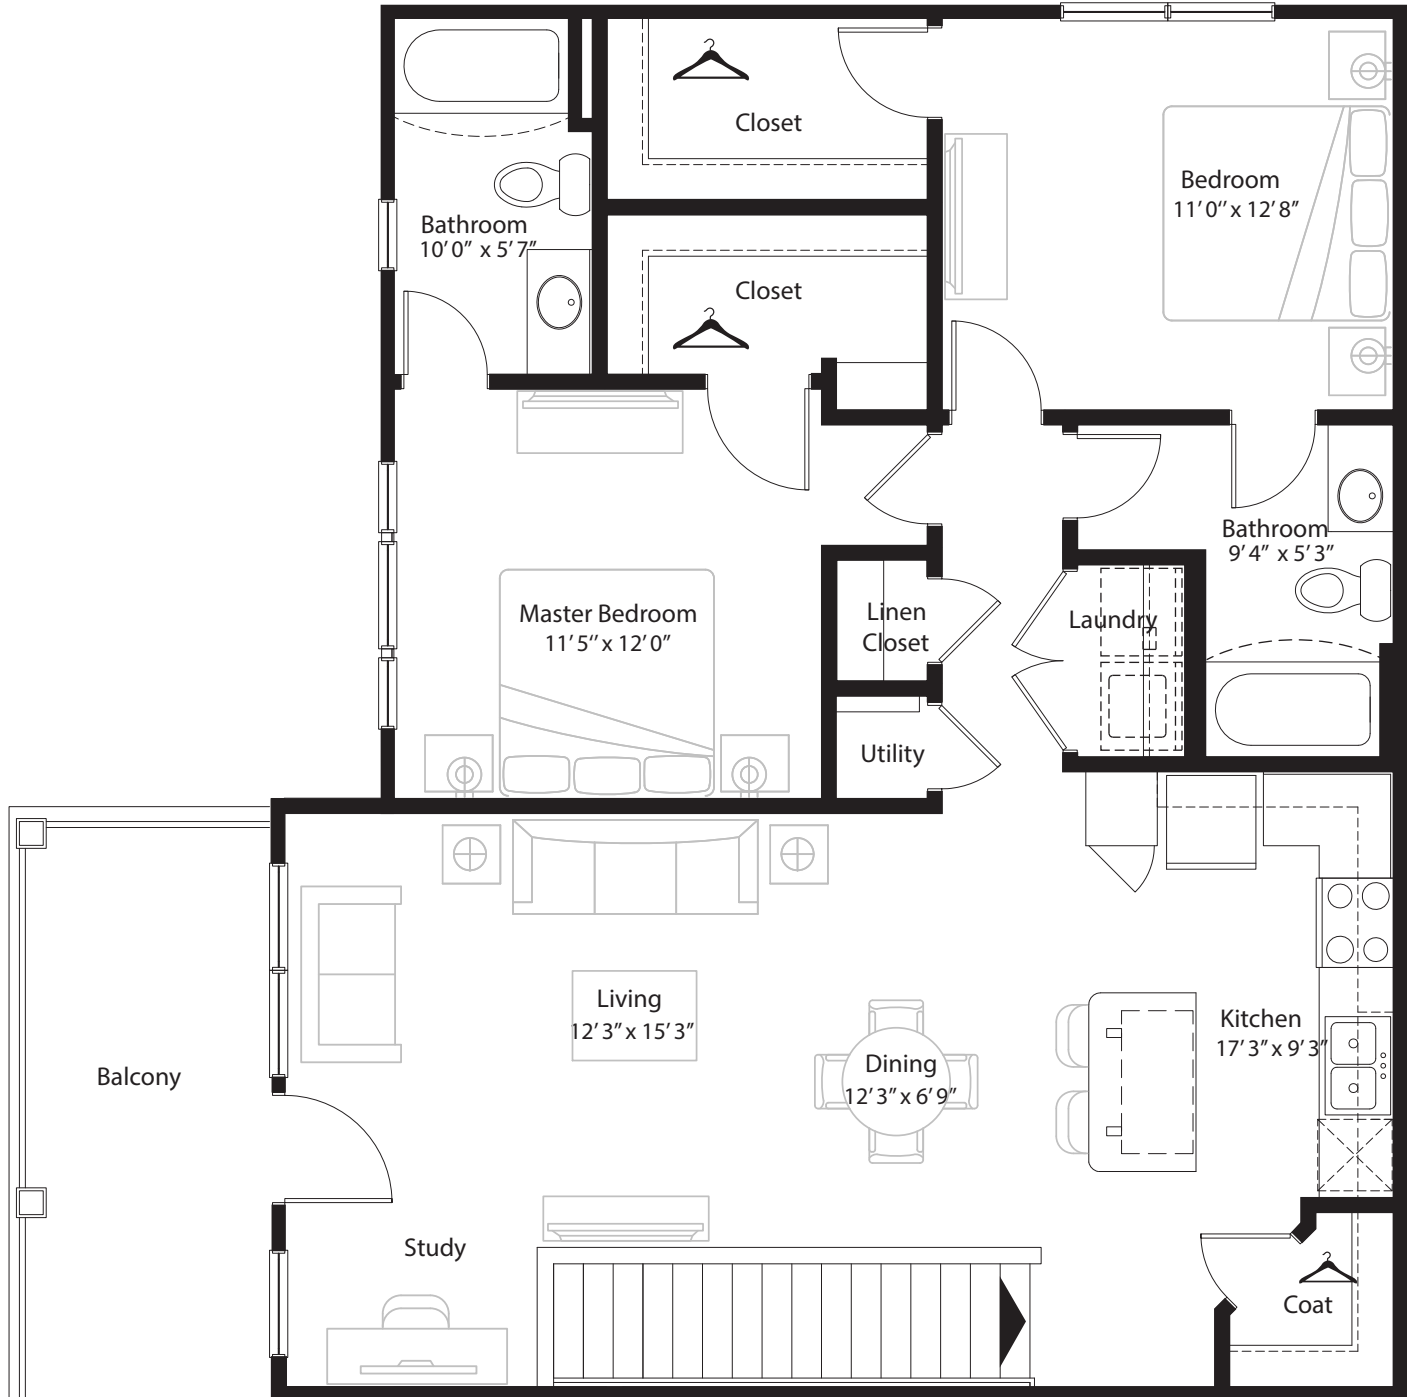 Closet
Bedroom
11'0" x 12'8"
Bathroom
10'0" x 5'7"
Closet
Bathroom
9'4" x 5'3"
Master Bedroom
11'5" x 12'0"
Linen
Closet
Laundry
Utility
Living
12'3" x 15'3"
Kitchen
17'3" x 9'3"
Dining
12'3" x 6'9"
Balcony
Study
Coat